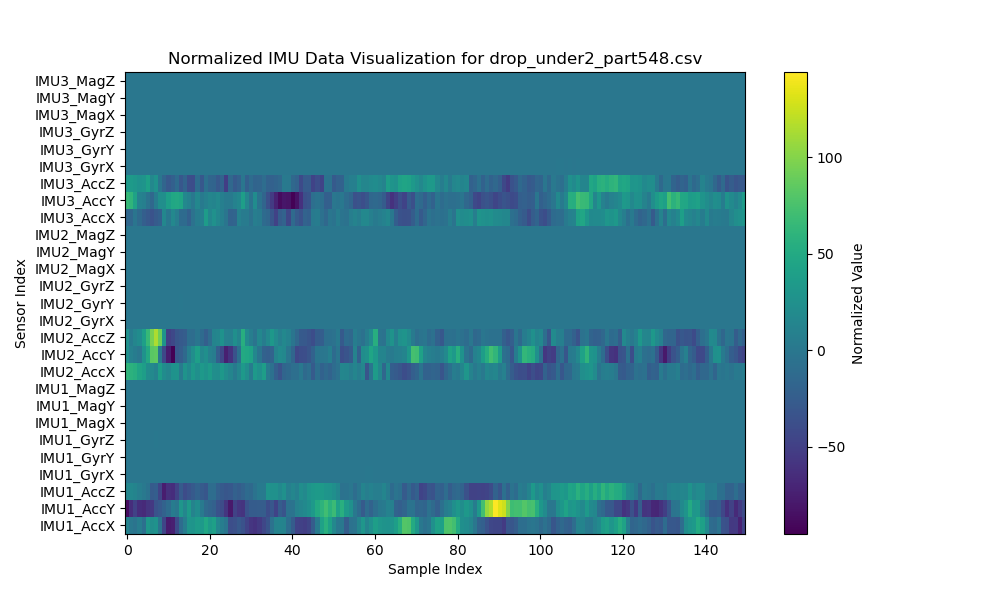 Normalized IMU Data Visualization for drop_under2_part548.csv
IMU3_MagZ
IMU3_MagY
IMU3_MagX
IMU3_GyrZ
IMU3_GyrY
IMU3_GyrX
IMU3_AccZ
IMU3_AccY
IMU3_AccX
IMU2_MagZ
IMU2_MagY
IMU2_MagX
IMU2_GyrZ
IMU2_GyrY
IMU2_GyrX
IMU2_AccZ
IMU2_AccY
IMU2_AccX
IMU1_MagZ
IMU1_MagY
IMU1_MagX
IMU1_GyrZ
IMU1_GyrY
IMU1_GyrX
IMU1_AccZ
IMU1_AccY
IMU1_AccX
Sensor Index
0 20 40 60 80 100 120 140
Sample Index
100
50
0
−50
Normalized Value